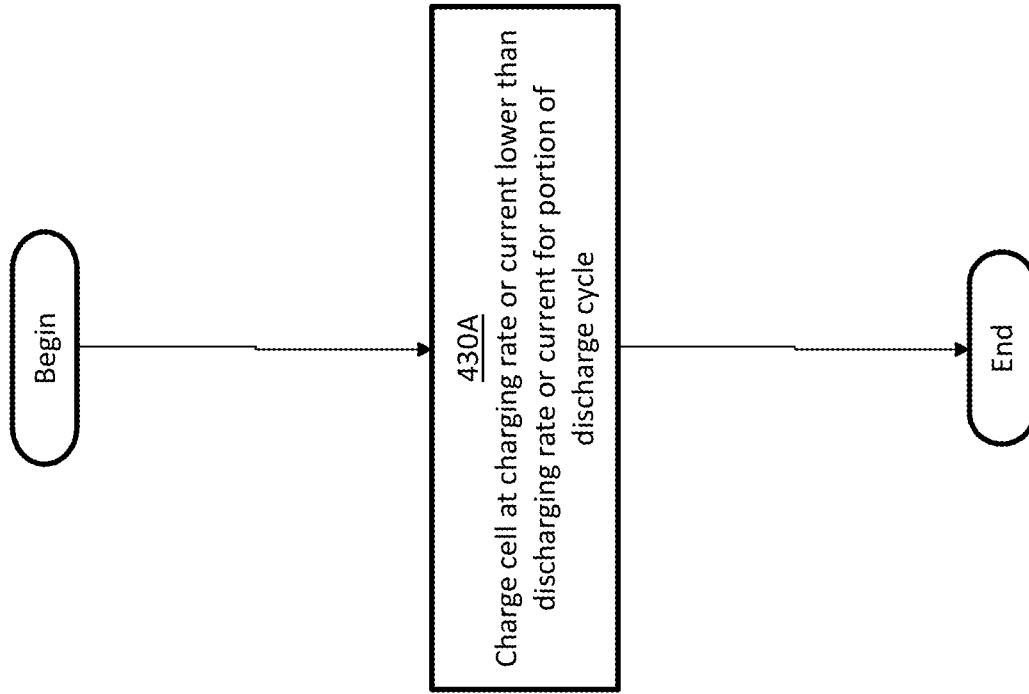 Begin
430A
Charge cell at charging rate or current lower than
discharging rate or current for portion of
discharge cycle
End